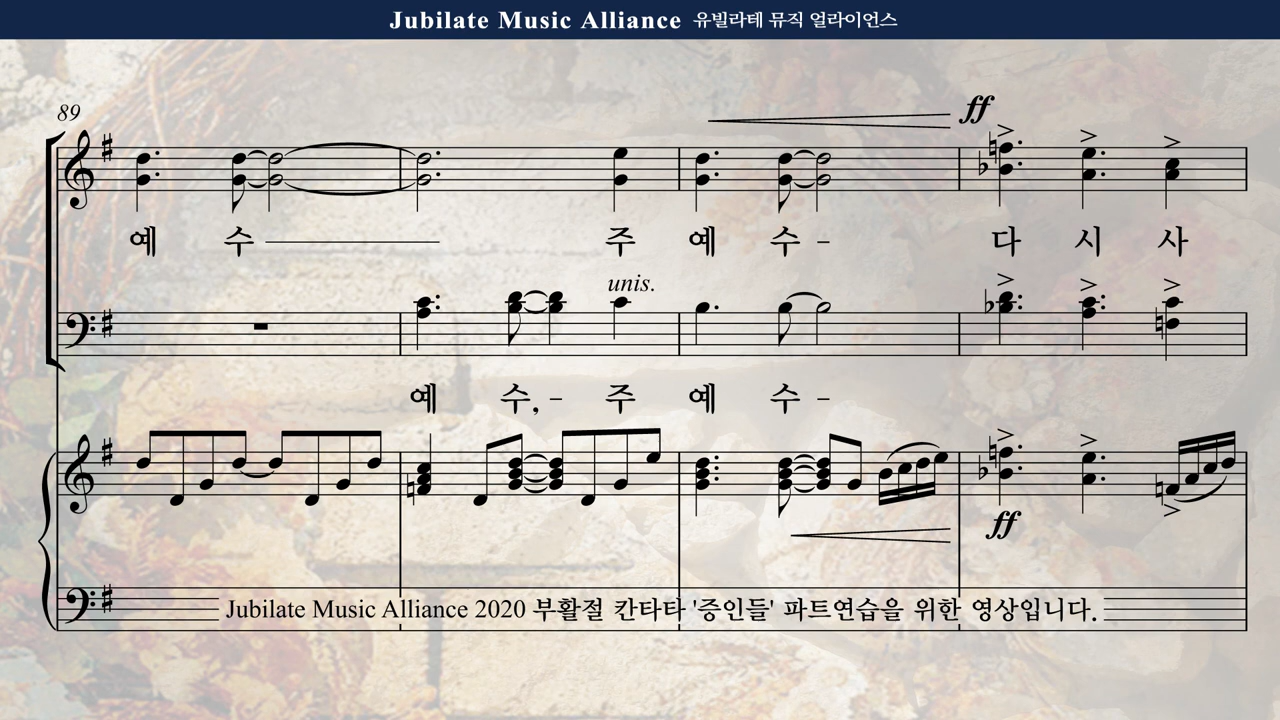 Jubilate Music Alliance 유빌라테 뮤직 얼라이언스
89
ff
예 수 주 예 수 - 다 시 사
unis.
예 수, - 주 예 수 -
ff
Jubilate Music Alliance 2020 부활절 칸타타 '증인들' 파트연습을 위한 영상입니다.